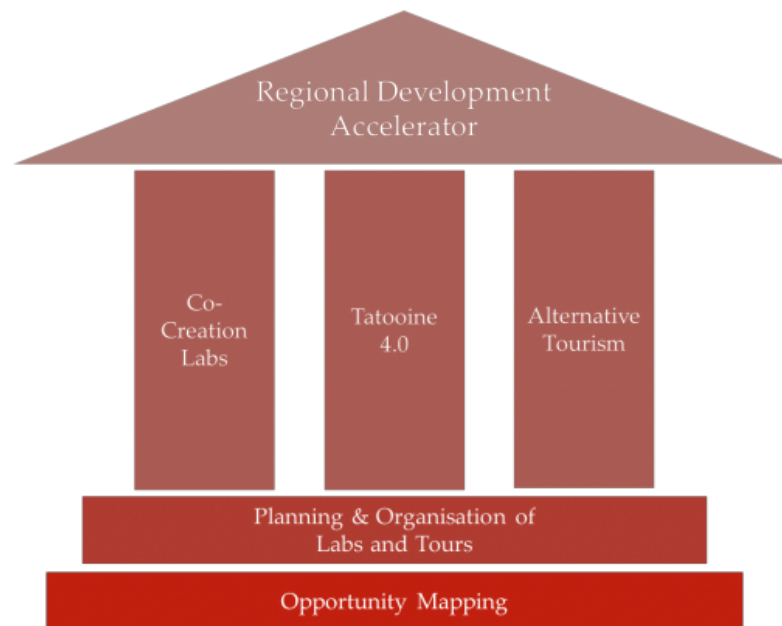 Regional Development
Accelerator
Co-
Creation
Labs
Tatooine
4.0
Alternative
Tourism
Planning & Organisation of
Labs and Tours
Opportunity Mapping